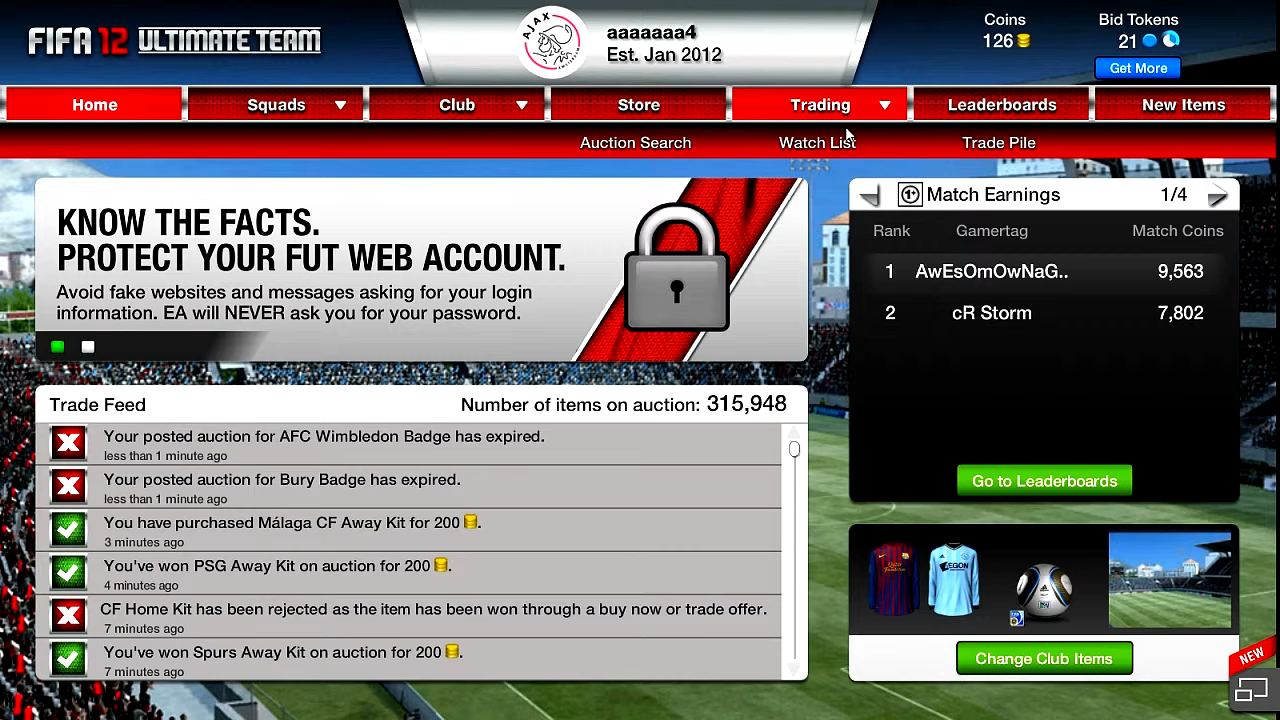 FIFA 12 ULTIMATE TEAM
AJAX
aaaaaaa4
Est. Jan 2012
Coins
126
Bid Tokens
21
Get More
Home
Squads
Club
Store
Trading
Leaderboards
New Items
Auction Search
Watch List
Trade Pile
KNOW THE FACTS.
PROTECT YOUR FUT WEB ACCOUNT.
Avoid fake websites and messages asking for your login
information. EA will NEVER ask you for your password.
Match Earnings
1/4
Rank Gamertag Match Coins
1 AwEsOmOwNaG.. 9,563
2 cR Storm 7,802
Go to Leaderboards
Trade Feed
Number of items on auction: 315,948
Your posted auction for AFC Wimbledon Badge has expired.
less than 1 minute ago
Your posted auction for Bury Badge has expired.
less than 1 minute ago
You have purchased Málaga CF Away Kit for 200 .
3 minutes ago
You've won PSG Away Kit on auction for 200 .
4 minutes ago
CF Home Kit has been rejected as the item has been won through a buy now or trade offer.
7 minutes ago
You've won Spurs Away Kit on auction for 200 .
7 minutes ago
AEGON
Change Club Items
NEW